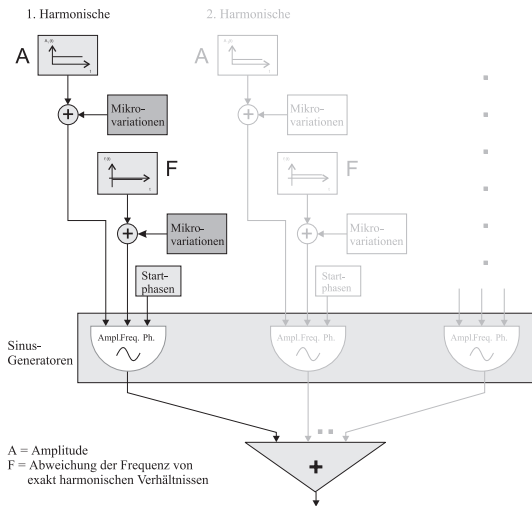 1. Harmonische
2. Harmonische
A
A
Mikro-
variationen
Mikro-
variationen
F
F
Mikro-
variationen
Mikro-
variationen
Start-
phasen
Start-
phasen
Sinus-
Generatoren
Ampl. Freq. Ph.
Ampl. Freq. Ph.
Ampl. Freq. Ph.
A = Amplitude
F = Abweichung der Frequenz von
exakt harmonischen Verhältnissen